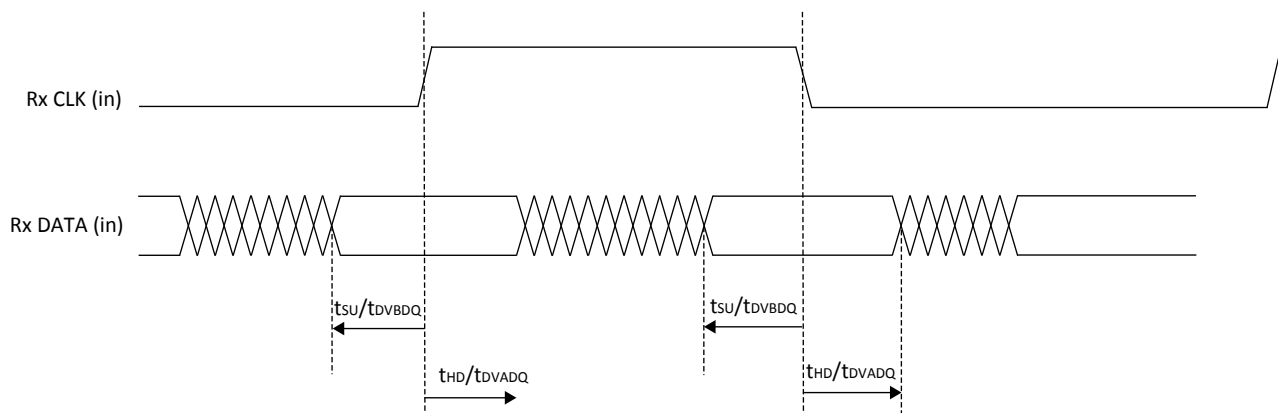 Rx CLK (in)
Rx DATA (in)
tSU/tDVBDQ
tSU/tDVBDQ
tHD/tDVADQ
tHD/tDVADQ